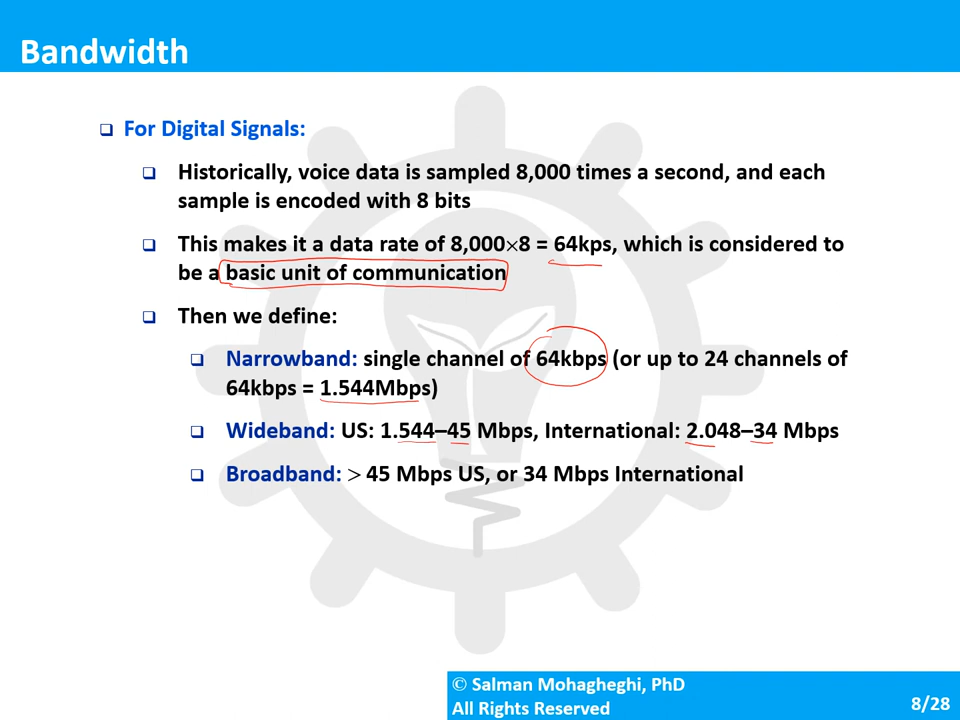 Bandwidth
❑ For Digital Signals:
❑ Historically, voice data is sampled 8,000 times a second, and each
sample is encoded with 8 bits
❑ This makes it a data rate of 8,000×8 = 64kps, which is considered to
be a basic unit of communication
❑ Then we define:
❑ Narrowband: single channel of 64kbps (or up to 24 channels of
64kbps = 1.544Mbps)
❑ Wideband: US: 1.544–45 Mbps, International: 2.048–34 Mbps
❑ Broadband: > 45 Mbps US, or 34 Mbps International
© Salman Mohagheghi, PhD
All Rights Reserved
8/28